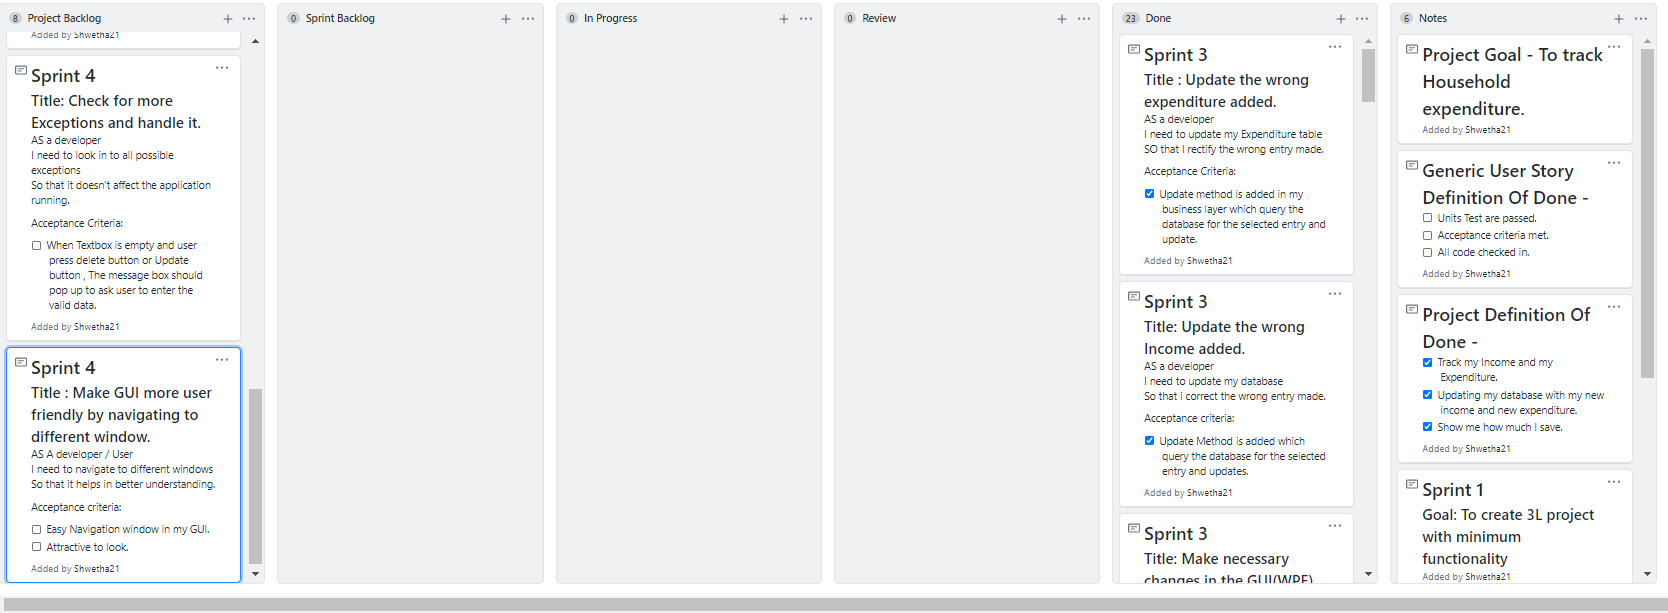 8 Project Backlog
Added by Shwetha21
Sprint 4
Title: Check for more
Exceptions and handle it.
AS a developer
I need to look in to all possible
exceptions
So that it doesn't affect the application
running.
Acceptance Criteria:
When Textbox is empty and user
press delete button or Update
button , The message box should
pop up to ask user to enter the
valid data.
Added by Shwetha21
Sprint 4
Title : Make GUI more user
friendly by navigating to
different window.
AS A developer / User
I need to navigate to different windows
So that it helps in better understanding.
Acceptance criteria:
Easy Navigation window in my GUI.
Attractive to look.
Added by Shwetha21
0 Sprint Backlog
0 In Progress
0 Review
23 Done
Sprint 3
Title : Update the wrong
expenditure added.
AS a developer
I need to update my Expenditure table
SO that I rectify the wrong entry made.
Acceptance Criteria:
Update method is added in my
business layer which query the
database for the selected entry and
update.
Added by Shwetha21
Sprint 3
Title: Update the wrong
Income added.
AS a developer
I need to update my database
So that i correct the wrong entry made.
Acceptance criteria:
Update Method is added which
query the database for the selected
entry and updates.
Added by Shwetha21
Sprint 3
Title: Make necessary
changes in the GUI(WPF)
6 Notes
Project Goal - To track
Household
expenditure.
Added by Shwetha21
Generic User Story
Definition Of Done -
Units Test are passed.
Acceptance criteria met.
All code checked in.
Added by Shwetha21
Project Definition Of
Done -
Track my Income and my
Expenditure.
Updating my database with my new
income and new expenditure.
Show me how much I save.
Added by Shwetha21
Sprint 1
Goal: To create 3L project
with minimum
functionality
Added by Shwetha21